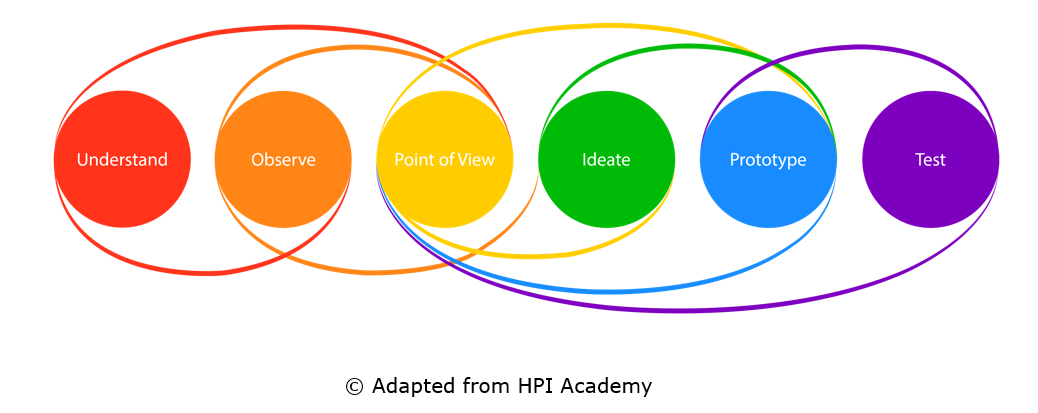 Understand
Observe
Point of View
Ideate
Prototype
Test
© Adapted from HPI Academy